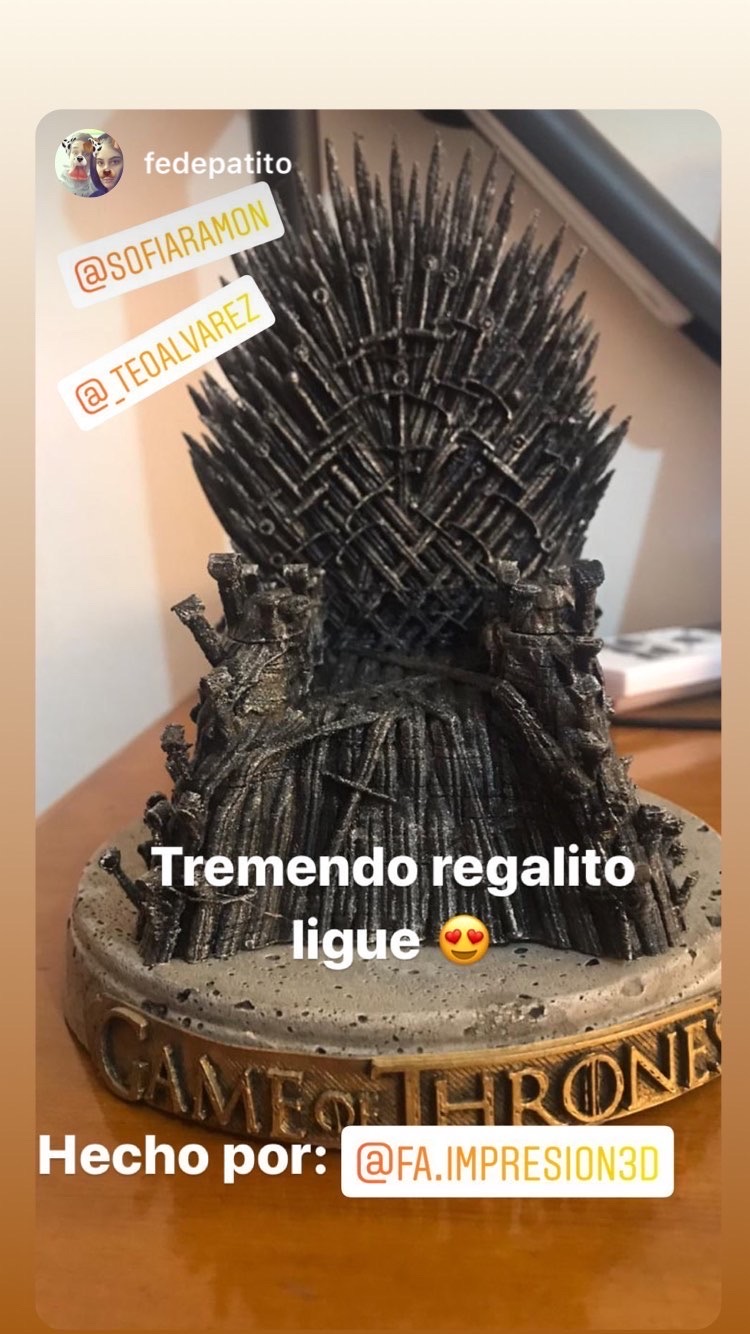 fedepatito
@SOFIARAMON
@_TEOALVAREZ
Tremendo regalito
ligue 😍
GAME OF THRONES
Hecho por: @FA.IMPRESION3D